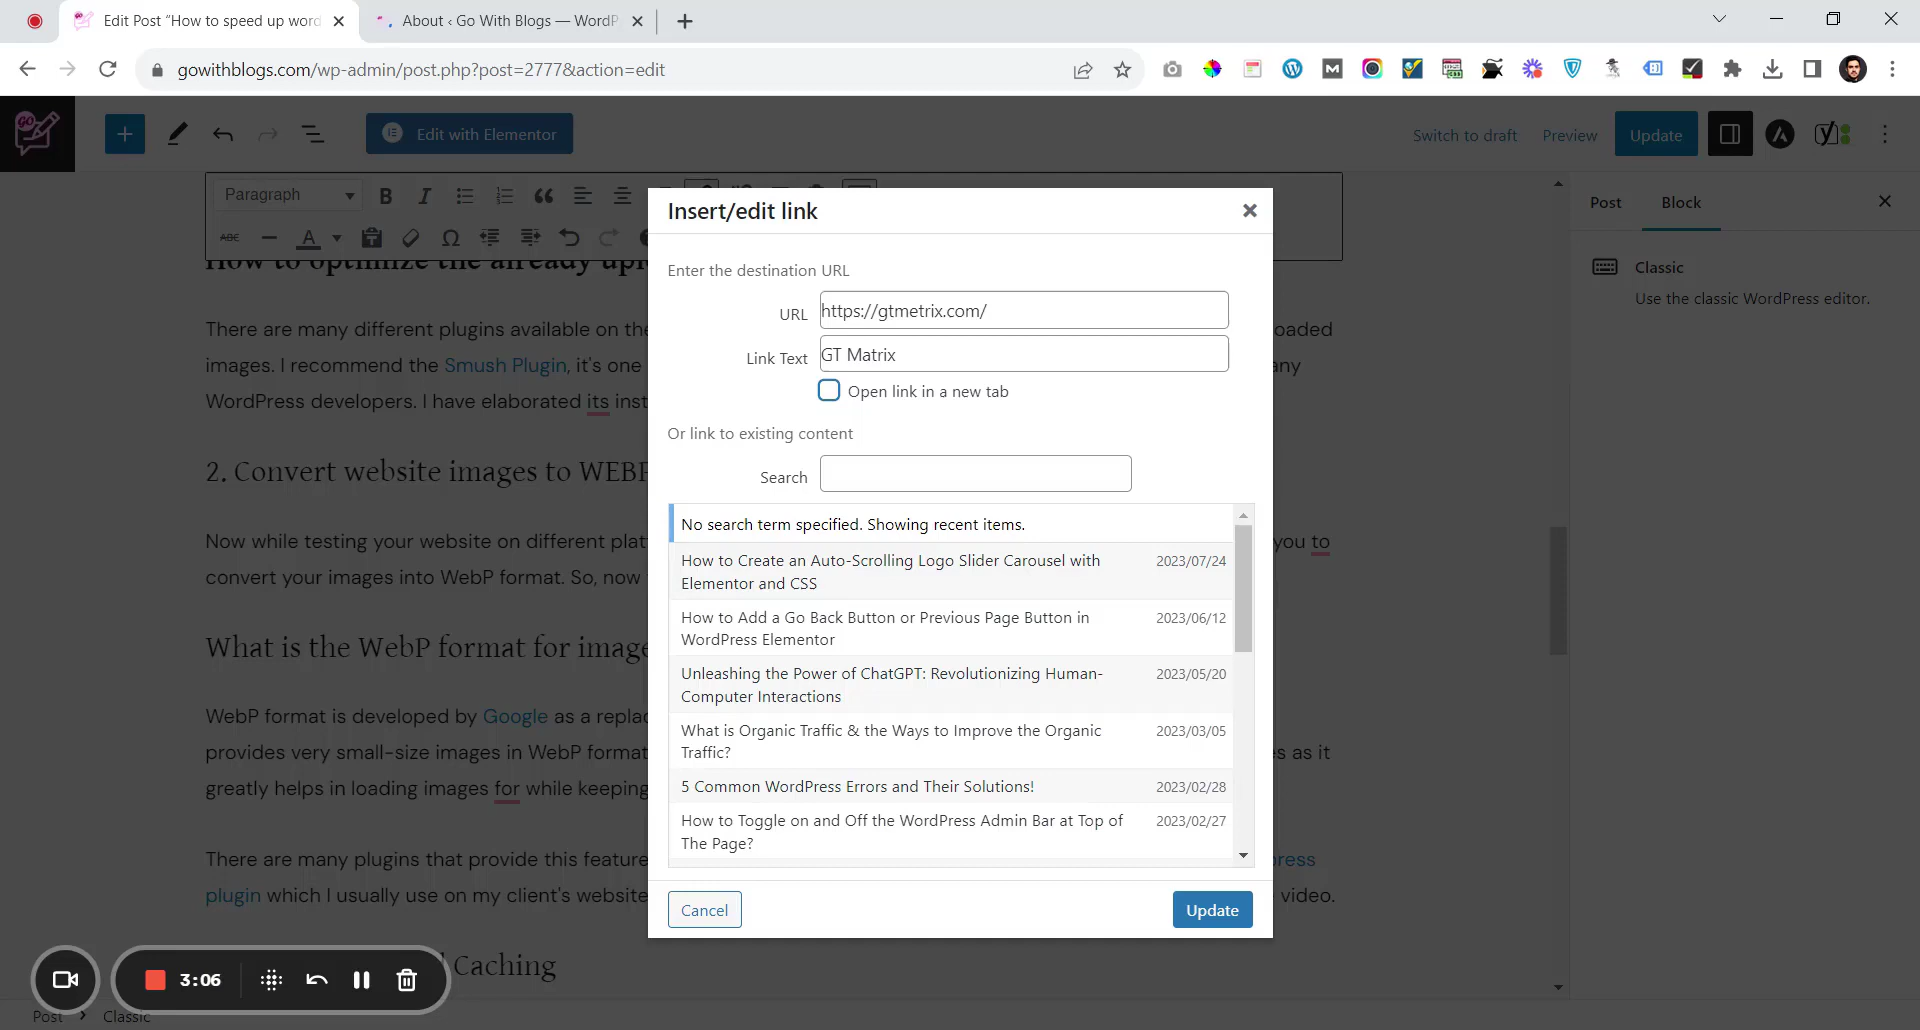 Edit Post “How to speed up word
About ‹ Go With Blogs — WordP
gowithblogs.com/wp-admin/post.php?post=2777&action=edit
GO
Edit with Elementor
Switch to draft
Preview
Update
Paragraph
ABC
Post
Block
Classic
Use the classic WordPress editor.
There are many different plugins available on the
oaded
images. I recommend the Smush Plugin, it's one
any
WordPress developers. I have elaborated its inst
2. Convert website images to WEBP
Now while testing your website on different plat
you to
convert your images into WebP format. So, now
What is the WebP format for image
WebP format is developed by Google as a repla
provides very small-size images in WebP format
s as it
greatly helps in loading images for while keeping
There are many plugins that provide this feature
press
plugin which I usually use on my client's website
video.
Caching
Insert/edit link
Enter the destination URL
URL
https://gtmetrix.com/
Link Text
GT Matrix
Open link in a new tab
Or link to existing content
Search
No search term specified. Showing recent items.
How to Create an Auto-Scrolling Logo Slider Carousel with
Elementor and CSS
2023/07/24
How to Add a Go Back Button or Previous Page Button in
WordPress Elementor
2023/06/12
Unleashing the Power of ChatGPT: Revolutionizing Human-
Computer Interactions
2023/05/20
What is Organic Traffic & the Ways to Improve the Organic
Traffic?
2023/03/05
5 Common WordPress Errors and Their Solutions!
2023/02/28
How to Toggle on and Off the WordPress Admin Bar at Top of
The Page?
2023/02/27
Cancel
Update
3:06
Post
Classic